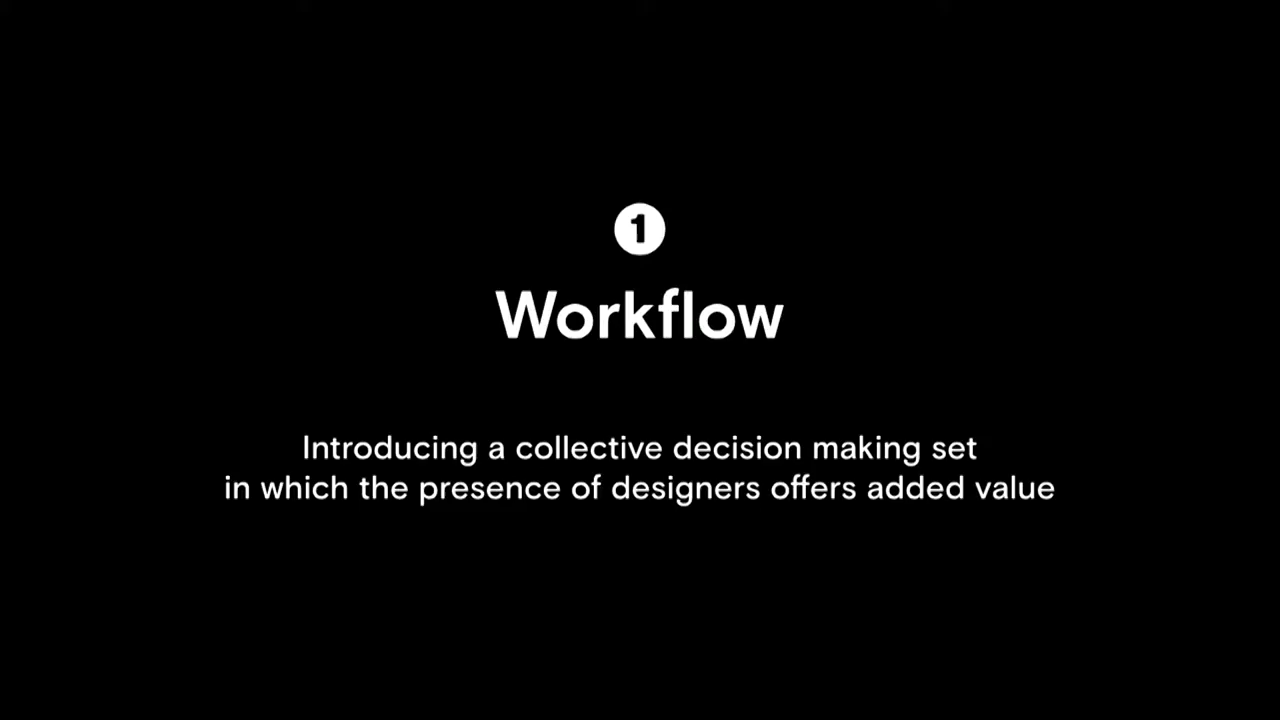 1
Workflow
Introducing a collective decision making set
in which the presence of designers offers added value